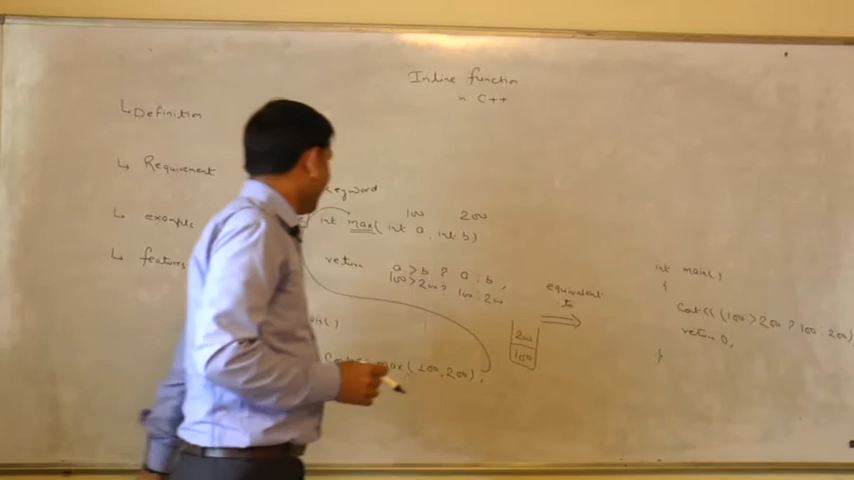 Inline function
in C++
↳ Definition
↳ Requirement
↳ example
↳ features
keyword
100 200
int max( int a, int b)
return a > b ? a : b ;
100 > 200 ? 100 : 200
max(100, 200) ;
200
100
equivalent
to
int main()
{
Cout<< (100 > 200 ? 100 : 200)
return 0;
}